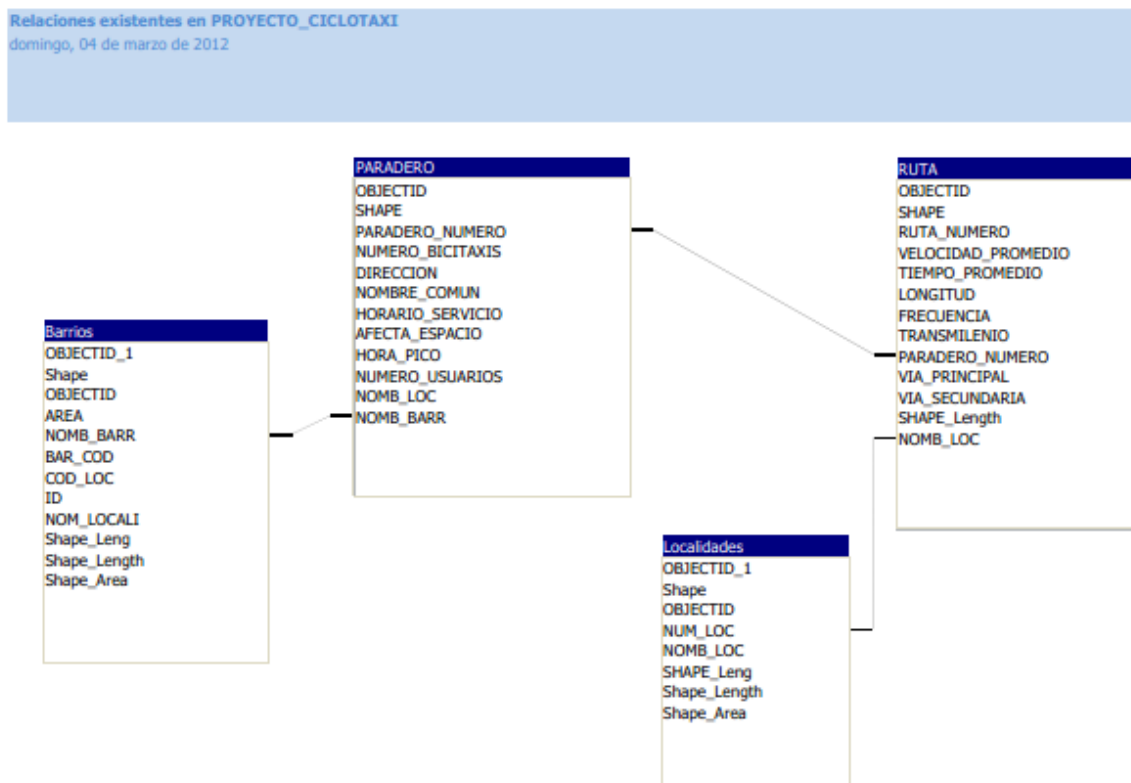 Relaciones existentes en PROYECTO_CICLOTAXI
domingo, 04 de marzo de 2012
PARADERO
OBJECTID
SHAPE
PARADERO_NUMERO
NUMERO_BICITAXIS
DIRECCION
NOMBRE_COMUN
HORARIO_SERVICIO
AFECTA_ESPACIO
HORA_PICO
NUMERO_USUARIOS
NOMB_LOC
NOMB_BARR
RUTA
OBJECTID
SHAPE
RUTA_NUMERO
VELOCIDAD_PROMEDIO
TIEMPO_PROMEDIO
LONGITUD
FRECUENCIA
TRANSMILENIO
PARADERO_NUMERO
VIA_PRINCIPAL
VIA_SECUNDARIA
SHAPE_Length
NOMB_LOC
Barrios
OBJECTID_1
Shape
OBJECTID
AREA
NOMB_BARR
BAR_COD
COD_LOC
ID
NOM_LOCALI
Shape_Leng
Shape_Length
Shape_Area
Localidades
OBJECTID_1
Shape
OBJECTID
NUM_LOC
NOMB_LOC
SHAPE_Leng
Shape_Length
Shape_Area